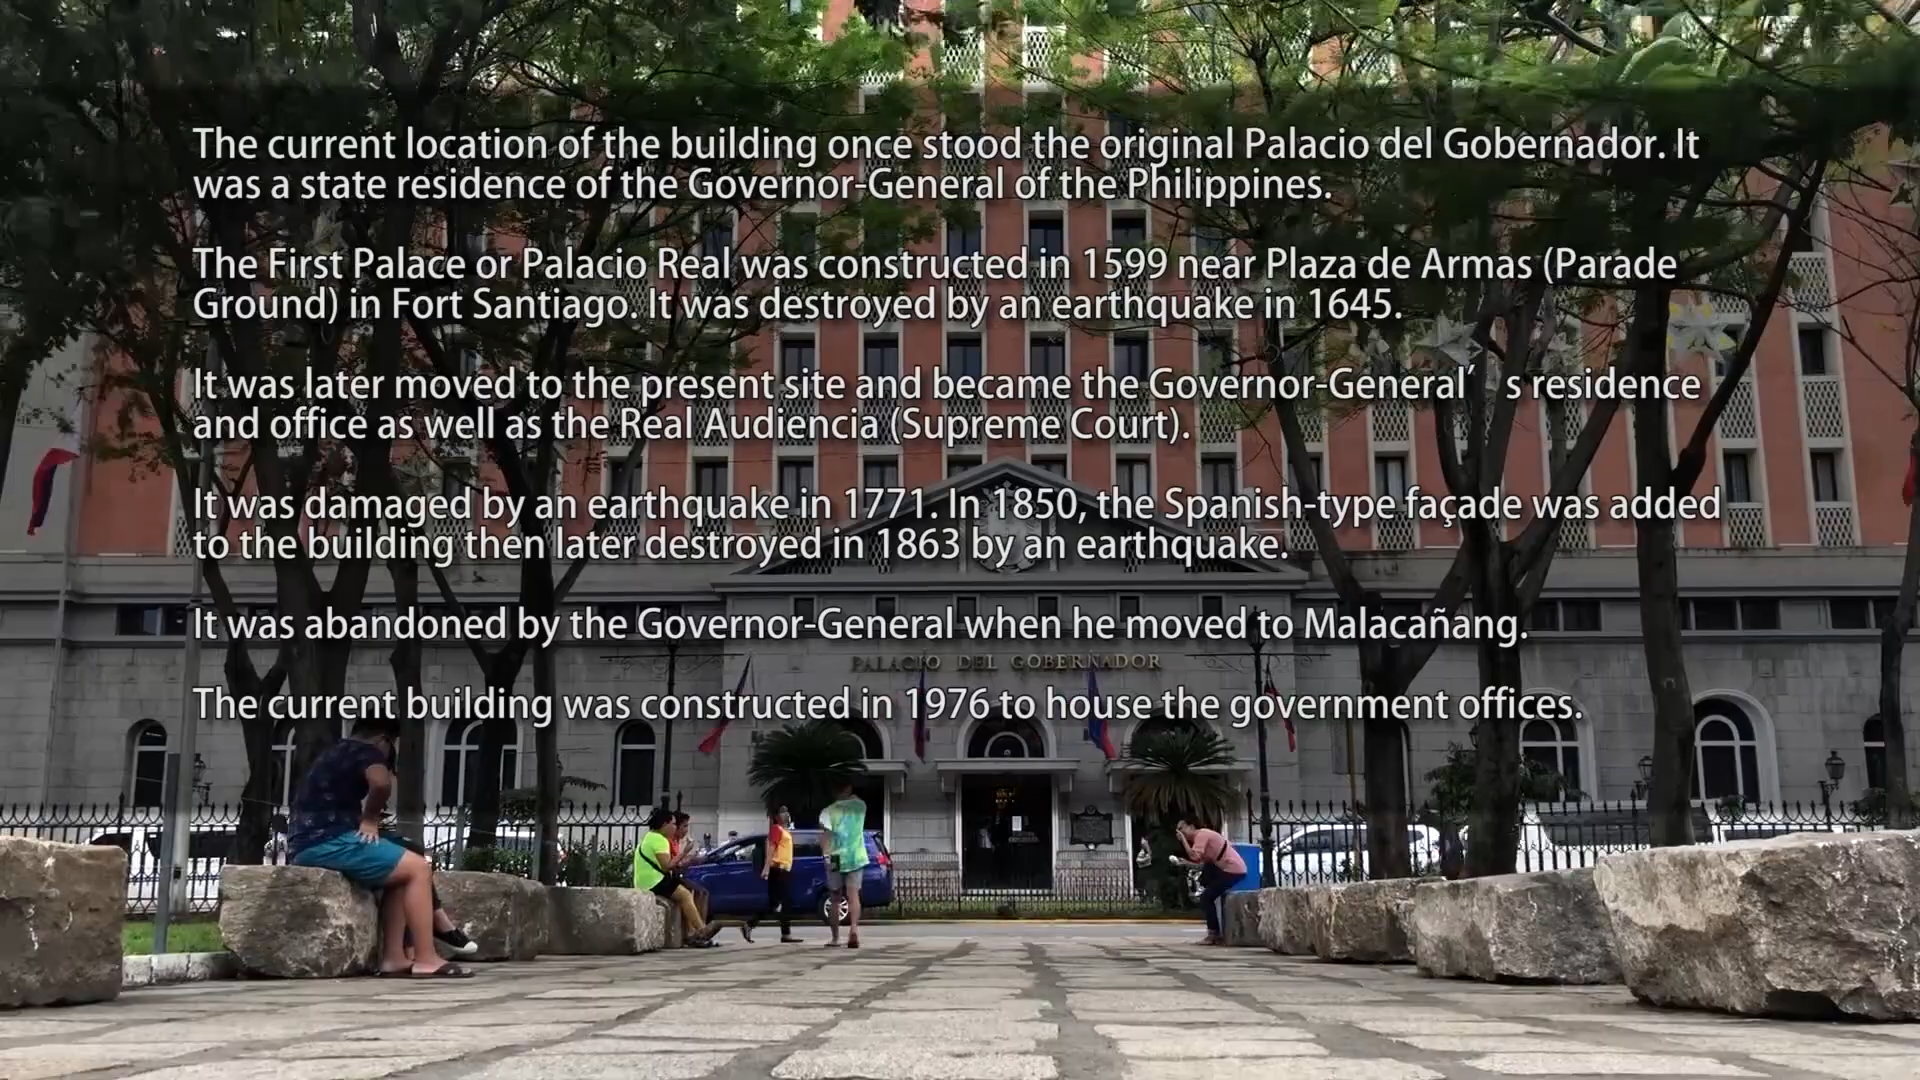 The current location of the building once stood the original Palacio del Gobernador. It
was a state residence of the Governor-General of the Philippines.
The First Palace or Palacio Real was constructed in 1599 near Plaza de Armas (Parade
Ground) in Fort Santiago. It was destroyed by an earthquake in 1645.
It was later moved to the present site and became the Governor-General's residence
and office as well as the Real Audiencia (Supreme Court).
It was damaged by an earthquake in 1771. In 1850, the Spanish-type façade was added
to the building then later destroyed in 1863 by an earthquake.
It was abandoned by the Governor-General when he moved to Malacañang.
PALACIO DEL GOBERNADOR
The current building was constructed in 1976 to house the government offices.